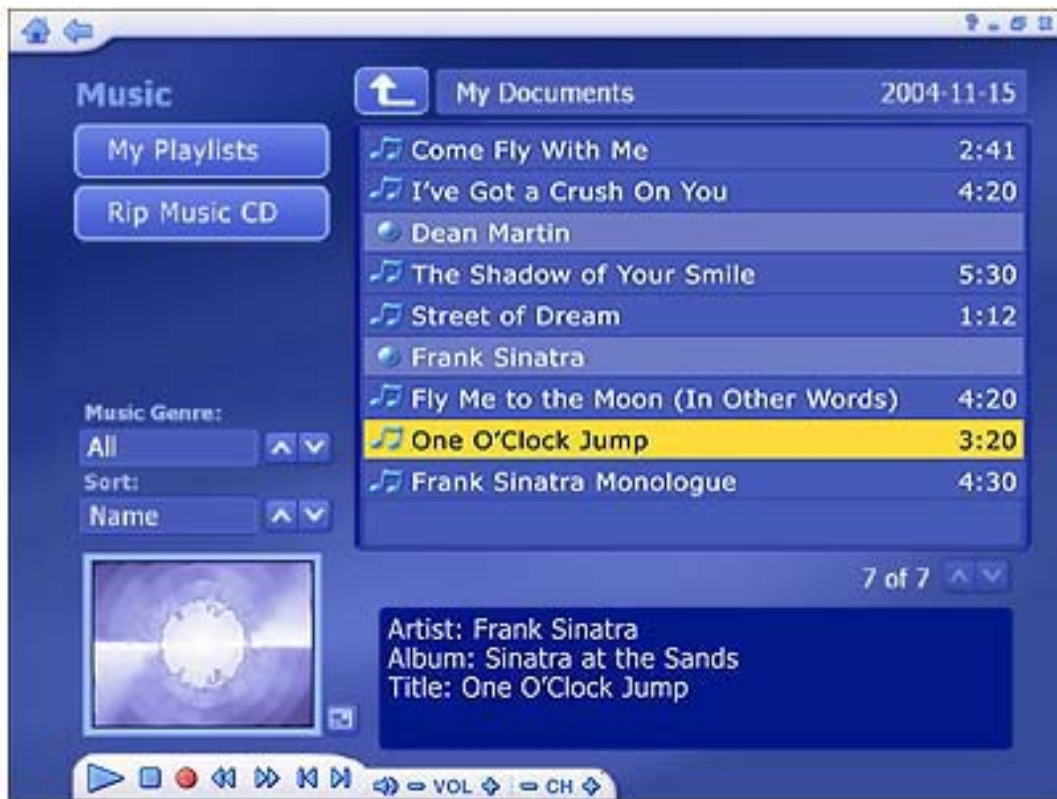 Music
My Playlists
Rip Music CD
My Documents 2004-11-15
Come Fly With Me 2:41
I've Got a Crush On You 4:20
Dean Martin
The Shadow of Your Smile 5:30
Street of Dream 1:12
Frank Sinatra
Fly Me to the Moon (In Other Words) 4:20
One O'Clock Jump 3:20
Frank Sinatra Monologue 4:30
Music Genre:
All
Sort:
Name
7 of 7
Artist: Frank Sinatra
Album: Sinatra at the Sands
Title: One O'Clock Jump
VOL CH